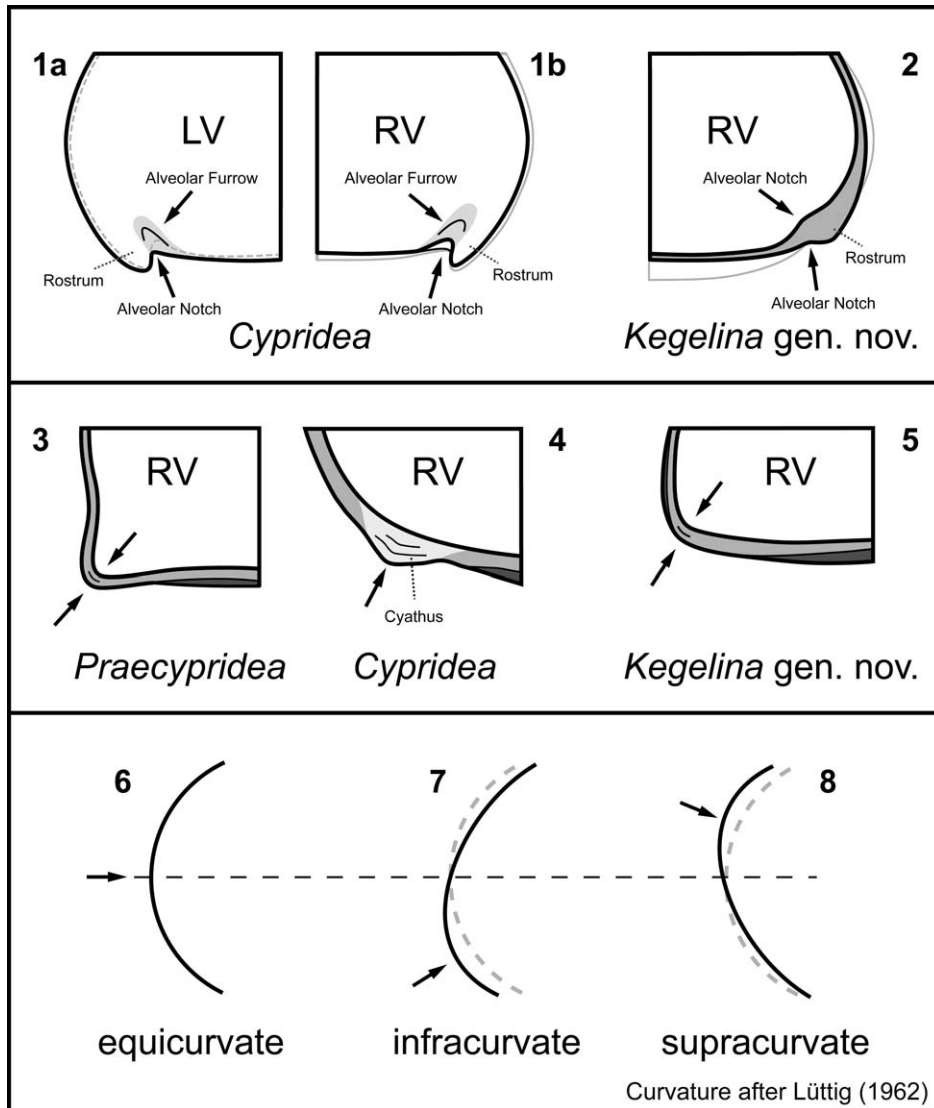 1a
LV
Alveolar Furrow
Rostrum
Alveolar Notch
1b
RV
Alveolar Furrow
Rostrum
Alveolar Notch
Cypridea
2
RV
Alveolar Notch
Rostrum
Alveolar Notch
Kegelina gen. nov.
3
RV
Praecypridea
4
Cyathus
Cypridea
5
RV
Kegelina gen. nov.
6
equicurvate
7
infracurvate
8
supracurvate
Curvature after Lüttig (1962)